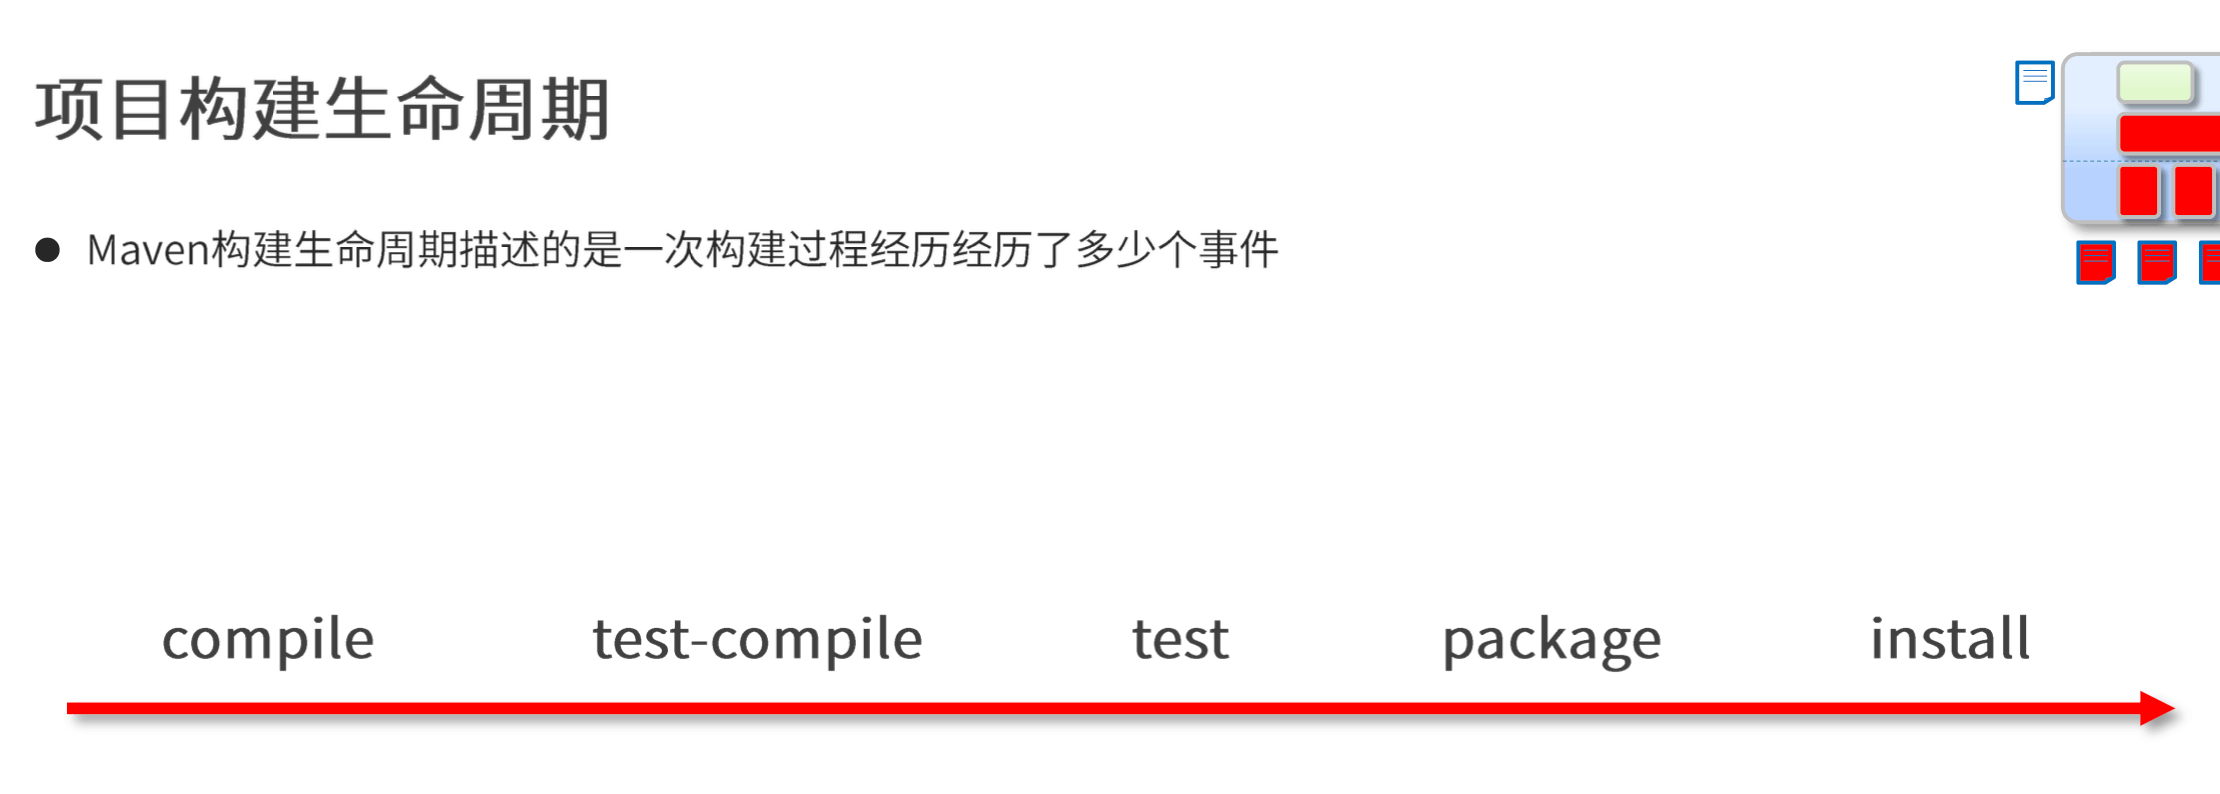 项目构建生命周期
● Maven构建生命周期描述的是一次构建过程经历经历了多少个事件
compile test-compile test package install